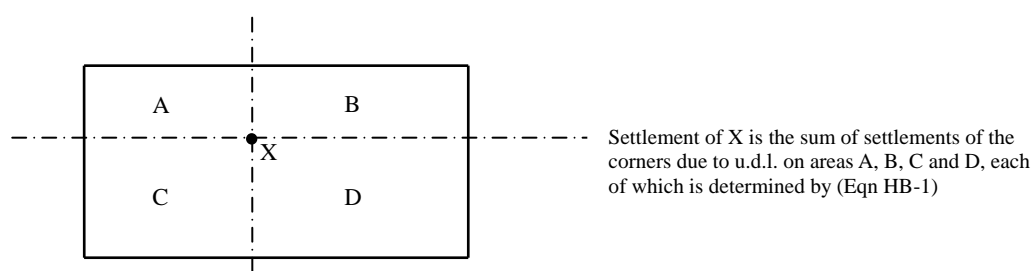 A B
X
Settlement of X is the sum of settlements of the
corners due to u.d.l. on areas A, B, C and D, each
of which is determined by (Eqn HB-1)
C D